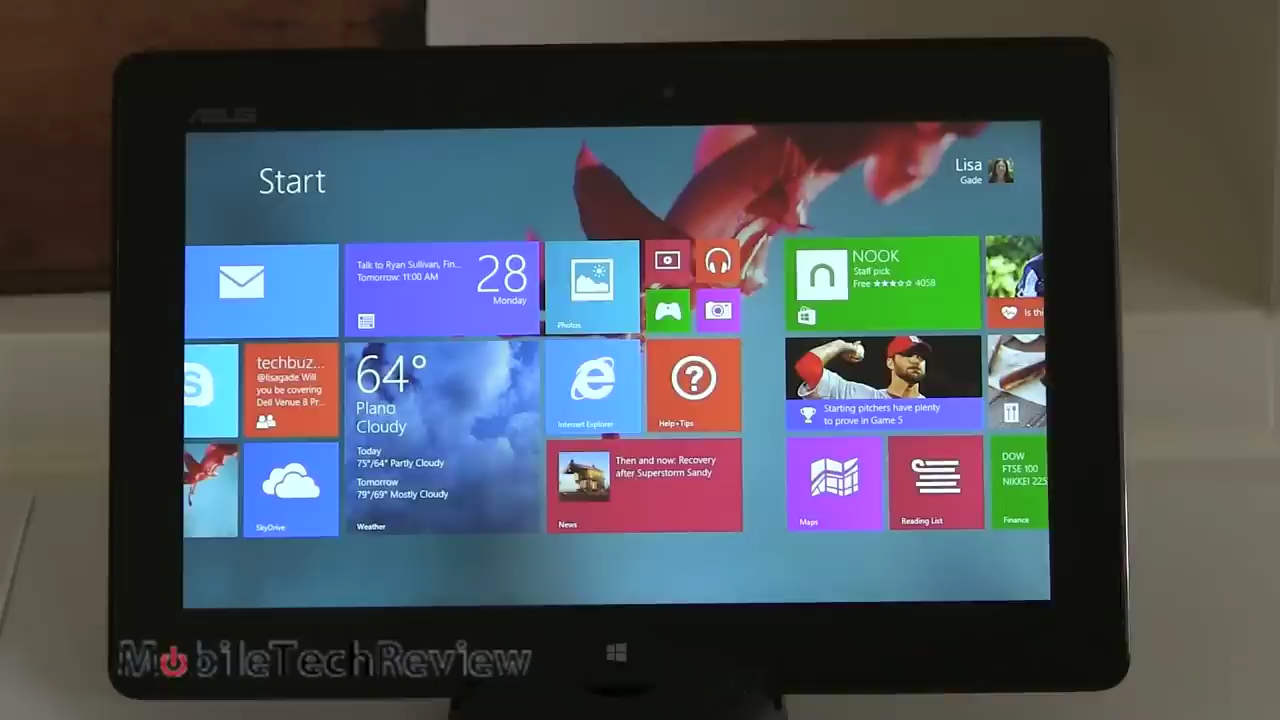 ASUS
Start
Lisa
Gade
Talk to Ryan Sullivan, Fin...
Tomorrow: 11:00 AM
28
Monday
Photos
NOOK
Staff pick
Free ★★★☆☆ 4058
Is th
techbuz...
@lisagade Will
you be covering
Dell Venue 8 Pr...
64°
Plano
Cloudy
Today
75°/64° Partly Cloudy
Tomorrow
79°/69° Mostly Cloudy
Weather
Internet Explorer
Help+Tips
Starting pitchers have plenty
to prove in Game 5
SkyDrive
Then and now: Recovery
after Superstorm Sandy
News
Maps
Reading List
DOW
FTSE 100
NIKKEI 225
Finance
MobileTechReview